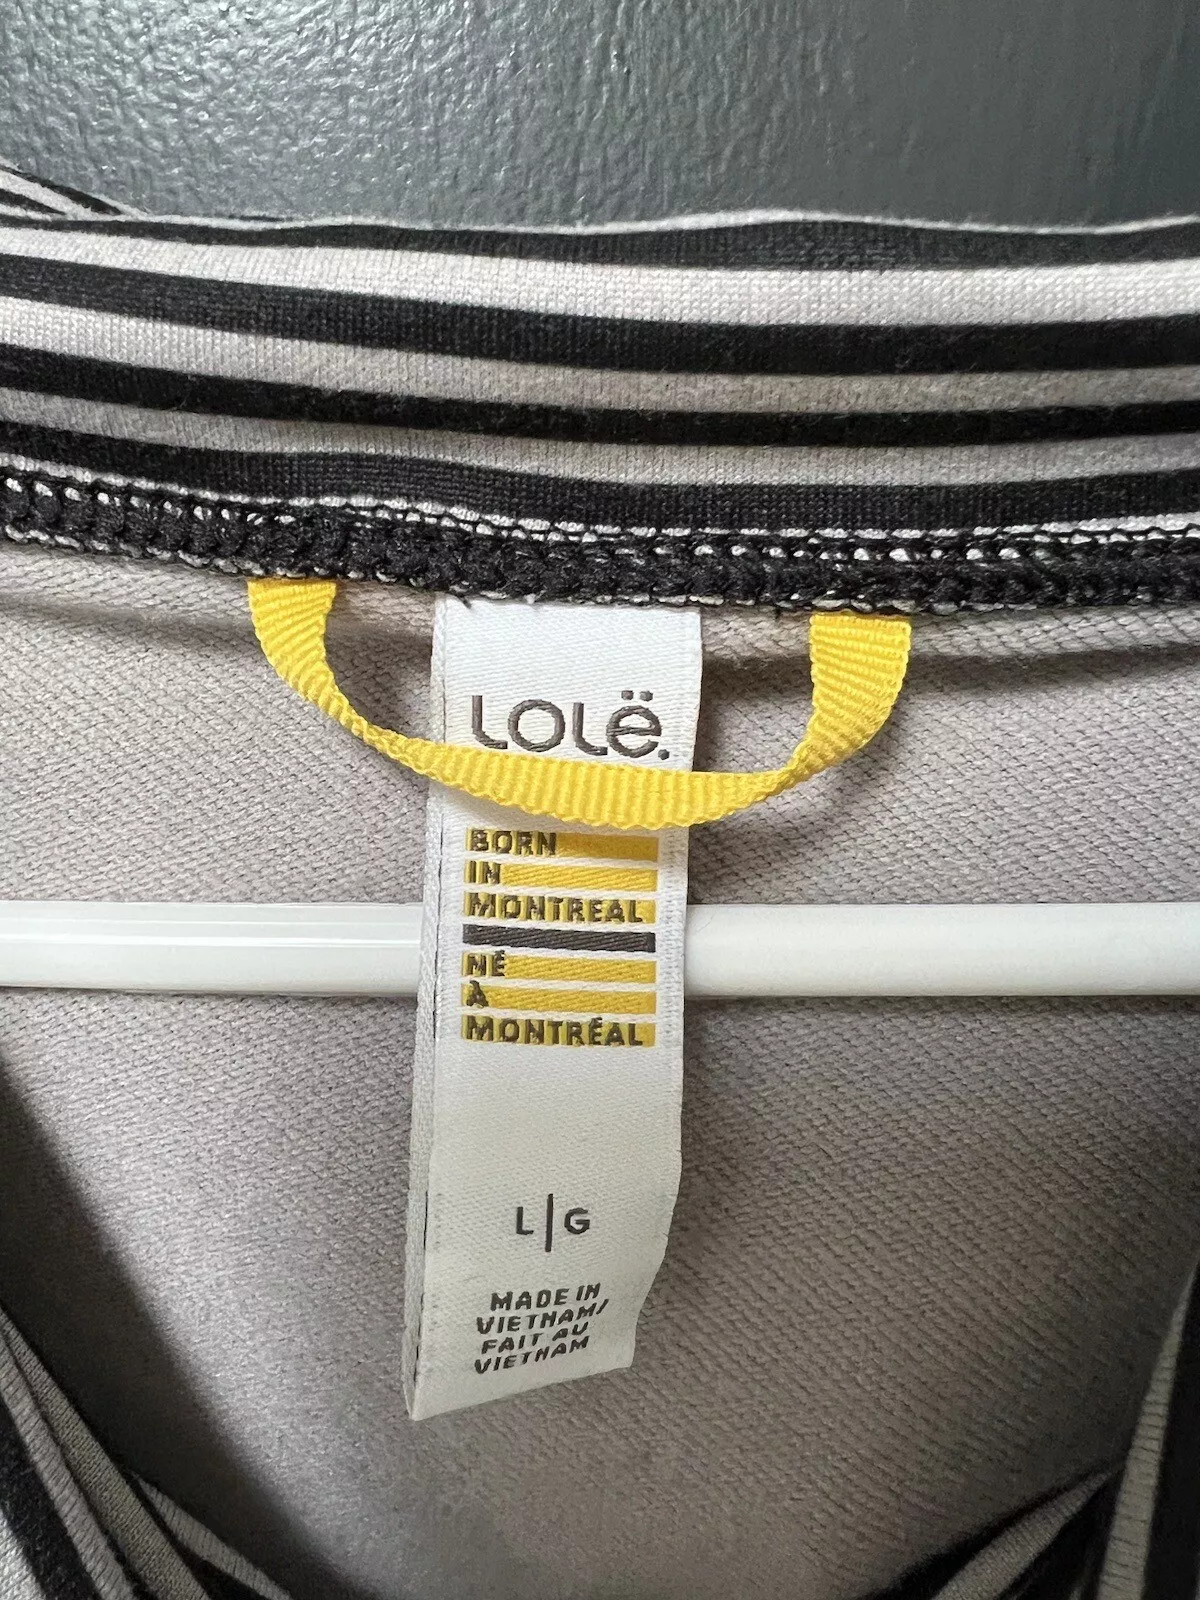 Lolë.
BORN
IN
MONTREAL
NÉ
À
MONTRÉAL
L|G
MADE IN
VIETNAM/
FAIT AU
VIETNAM